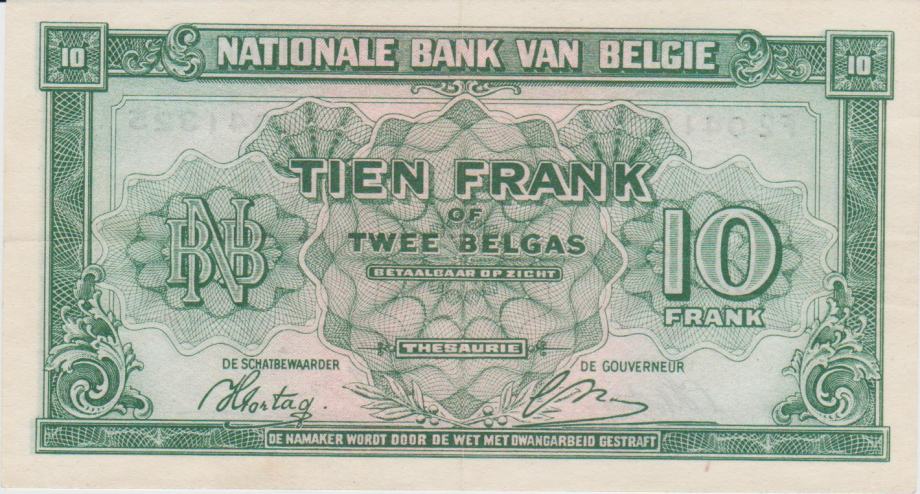 10 NATIONALE BANK VAN BELGIE 10
TIEN FRANK
OF
TWEE BELGAS
BETAALBAAR OP ZICHT
BNB
10
FRANK
THESAURIE
DE SCHATBEWAARDER
DE GOUVERNEUR
DE NAMAKER WORDT DOOR DE WET MET DWANGARBEID GESTRAFT